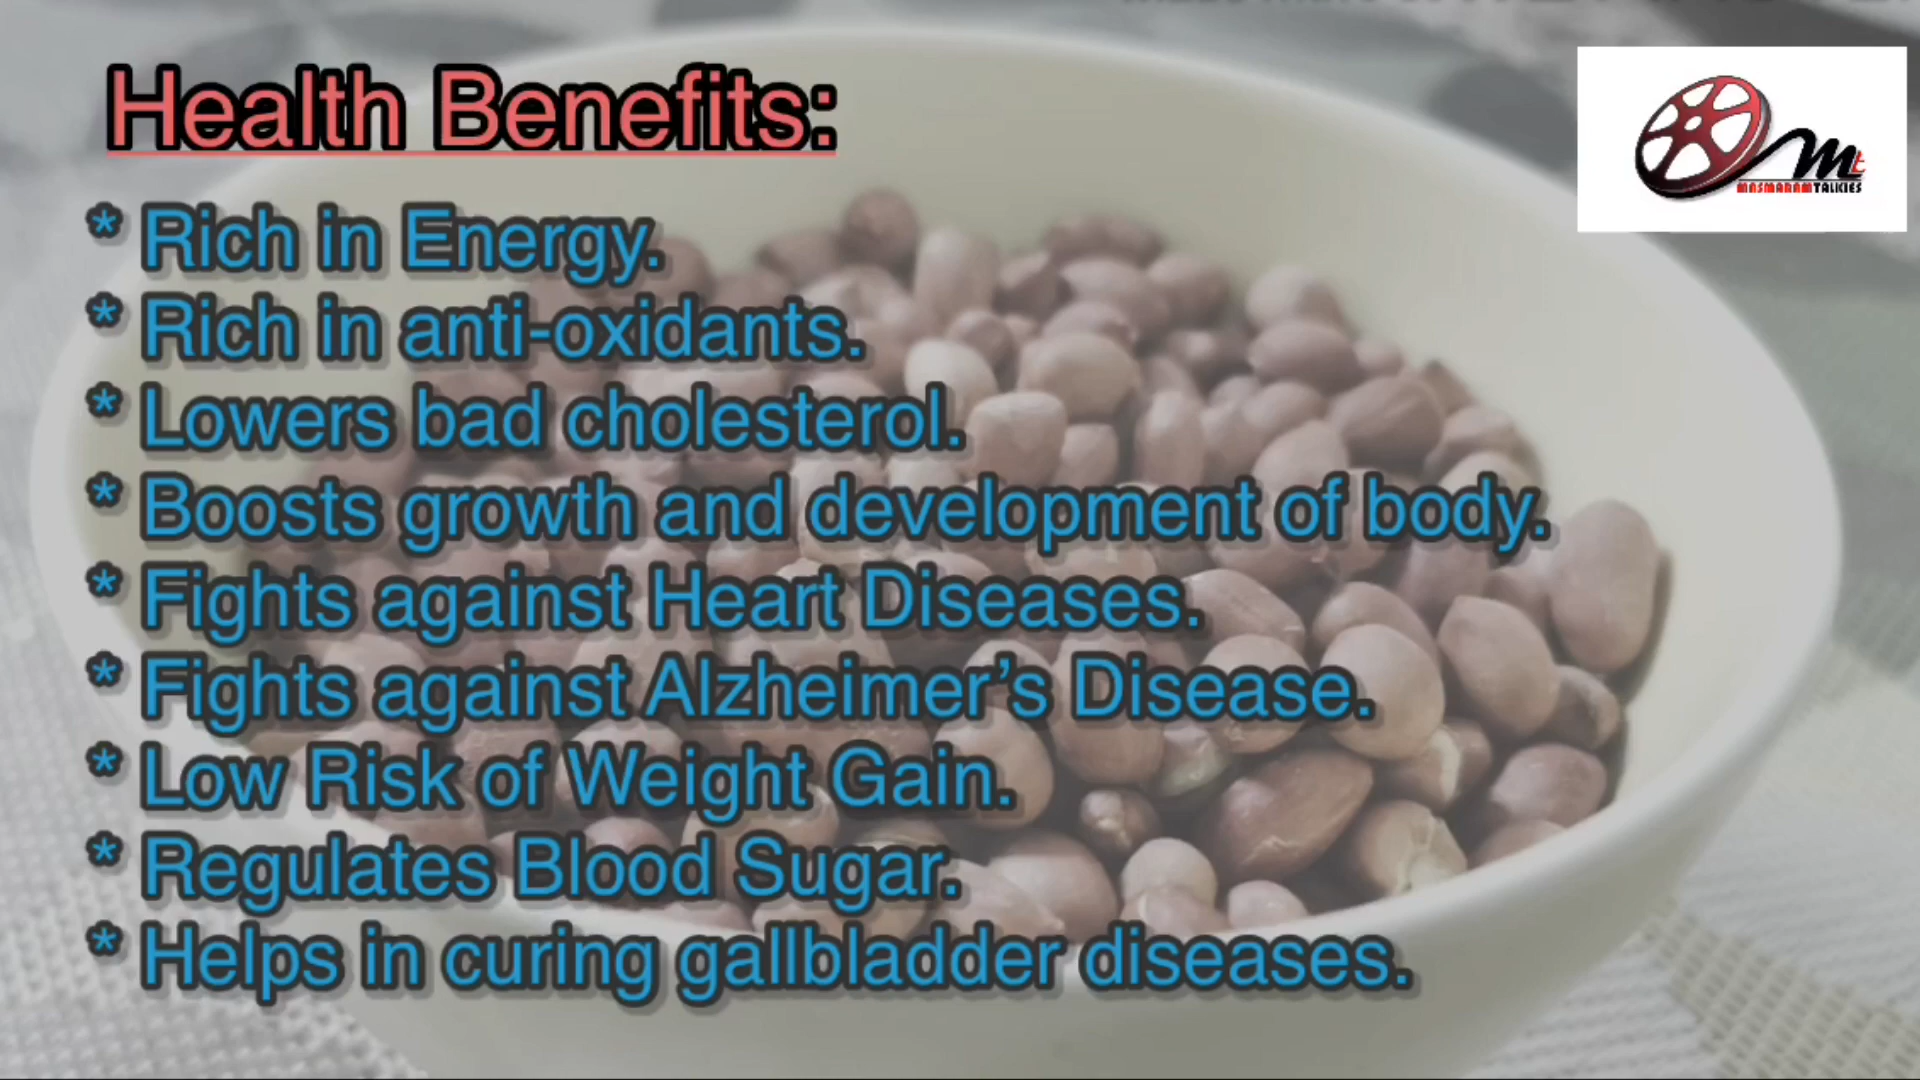 Health Benefits:
* Rich in Energy.
* Rich in anti-oxidants.
* Lowers bad cholesterol.
* Boosts growth and development of body.
* Fights against Heart Diseases.
* Fights against Alzheimer’s Disease.
* Low Risk of Weight Gain.
* Regulates Blood Sugar.
* Helps in curing gallbladder diseases.
Mt
MASMARAMTALKIES